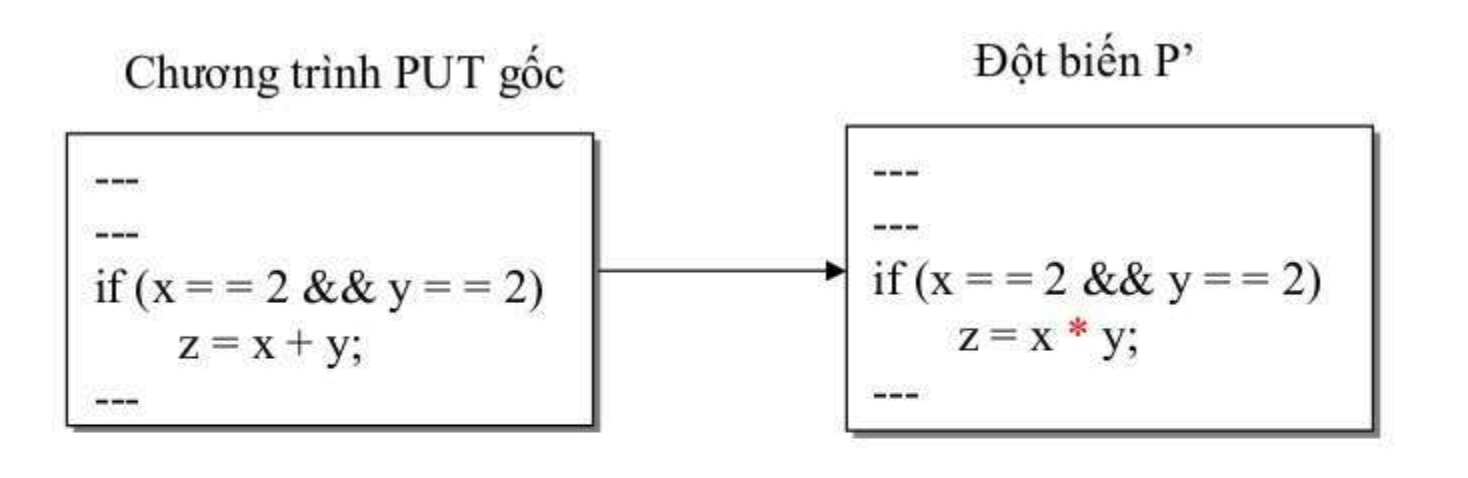 Chương trình PUT gốc
---
---
if (x = = 2 && y = = 2)
z = x + y;
---
Đột biến P’
---
---
if (x = = 2 && y = = 2)
z = x * y;
---